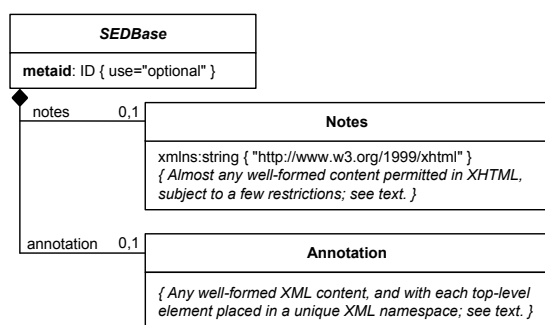 SEDBase
metaid: ID { use="optional" }
notes 0,1
Notes
xmlns:string { "http://www.w3.org/1999/xhtml" }
{ Almost any well-formed content permitted in XHTML,
subject to a few restrictions; see text. }
annotation 0,1
Annotation
{ Any well-formed XML content, and with each top-level
element placed in a unique XML namespace; see text. }